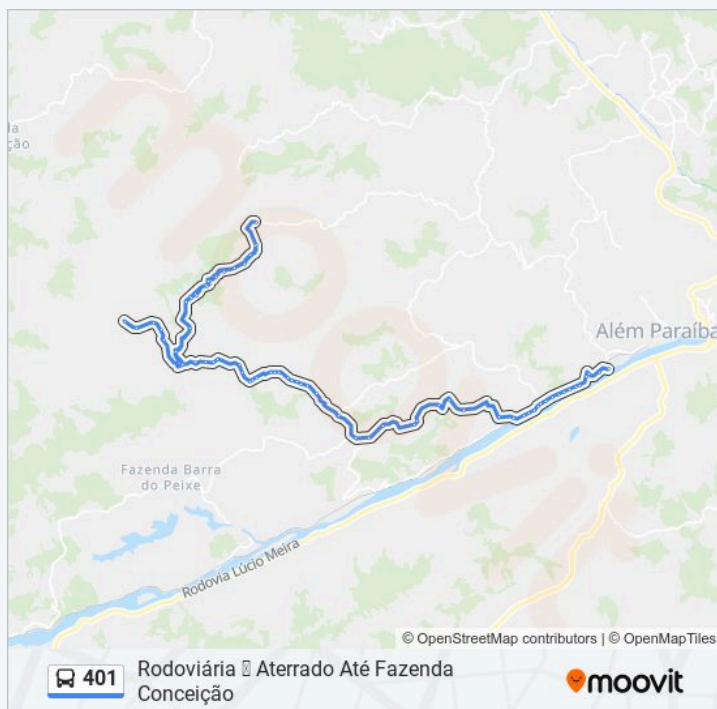 la
ção
Além Paraíba
Fazenda Barra
do Peixe
Rodovia Lúcio Meira
© OpenStreetMap contributors | © OpenMapTiles
401
Rodoviária ▯ Aterrado Até Fazenda
Conceição
moovit